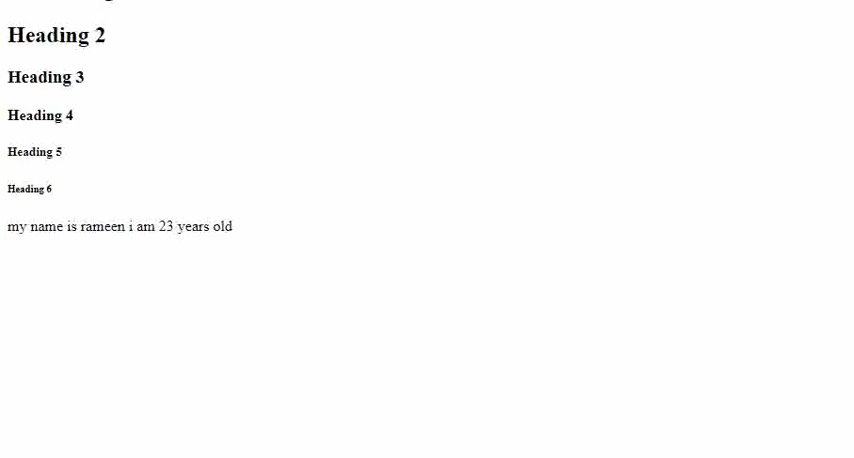 Heading 2
Heading 3
Heading 4
Heading 5
Heading 6
my name is rameen i am 23 years old